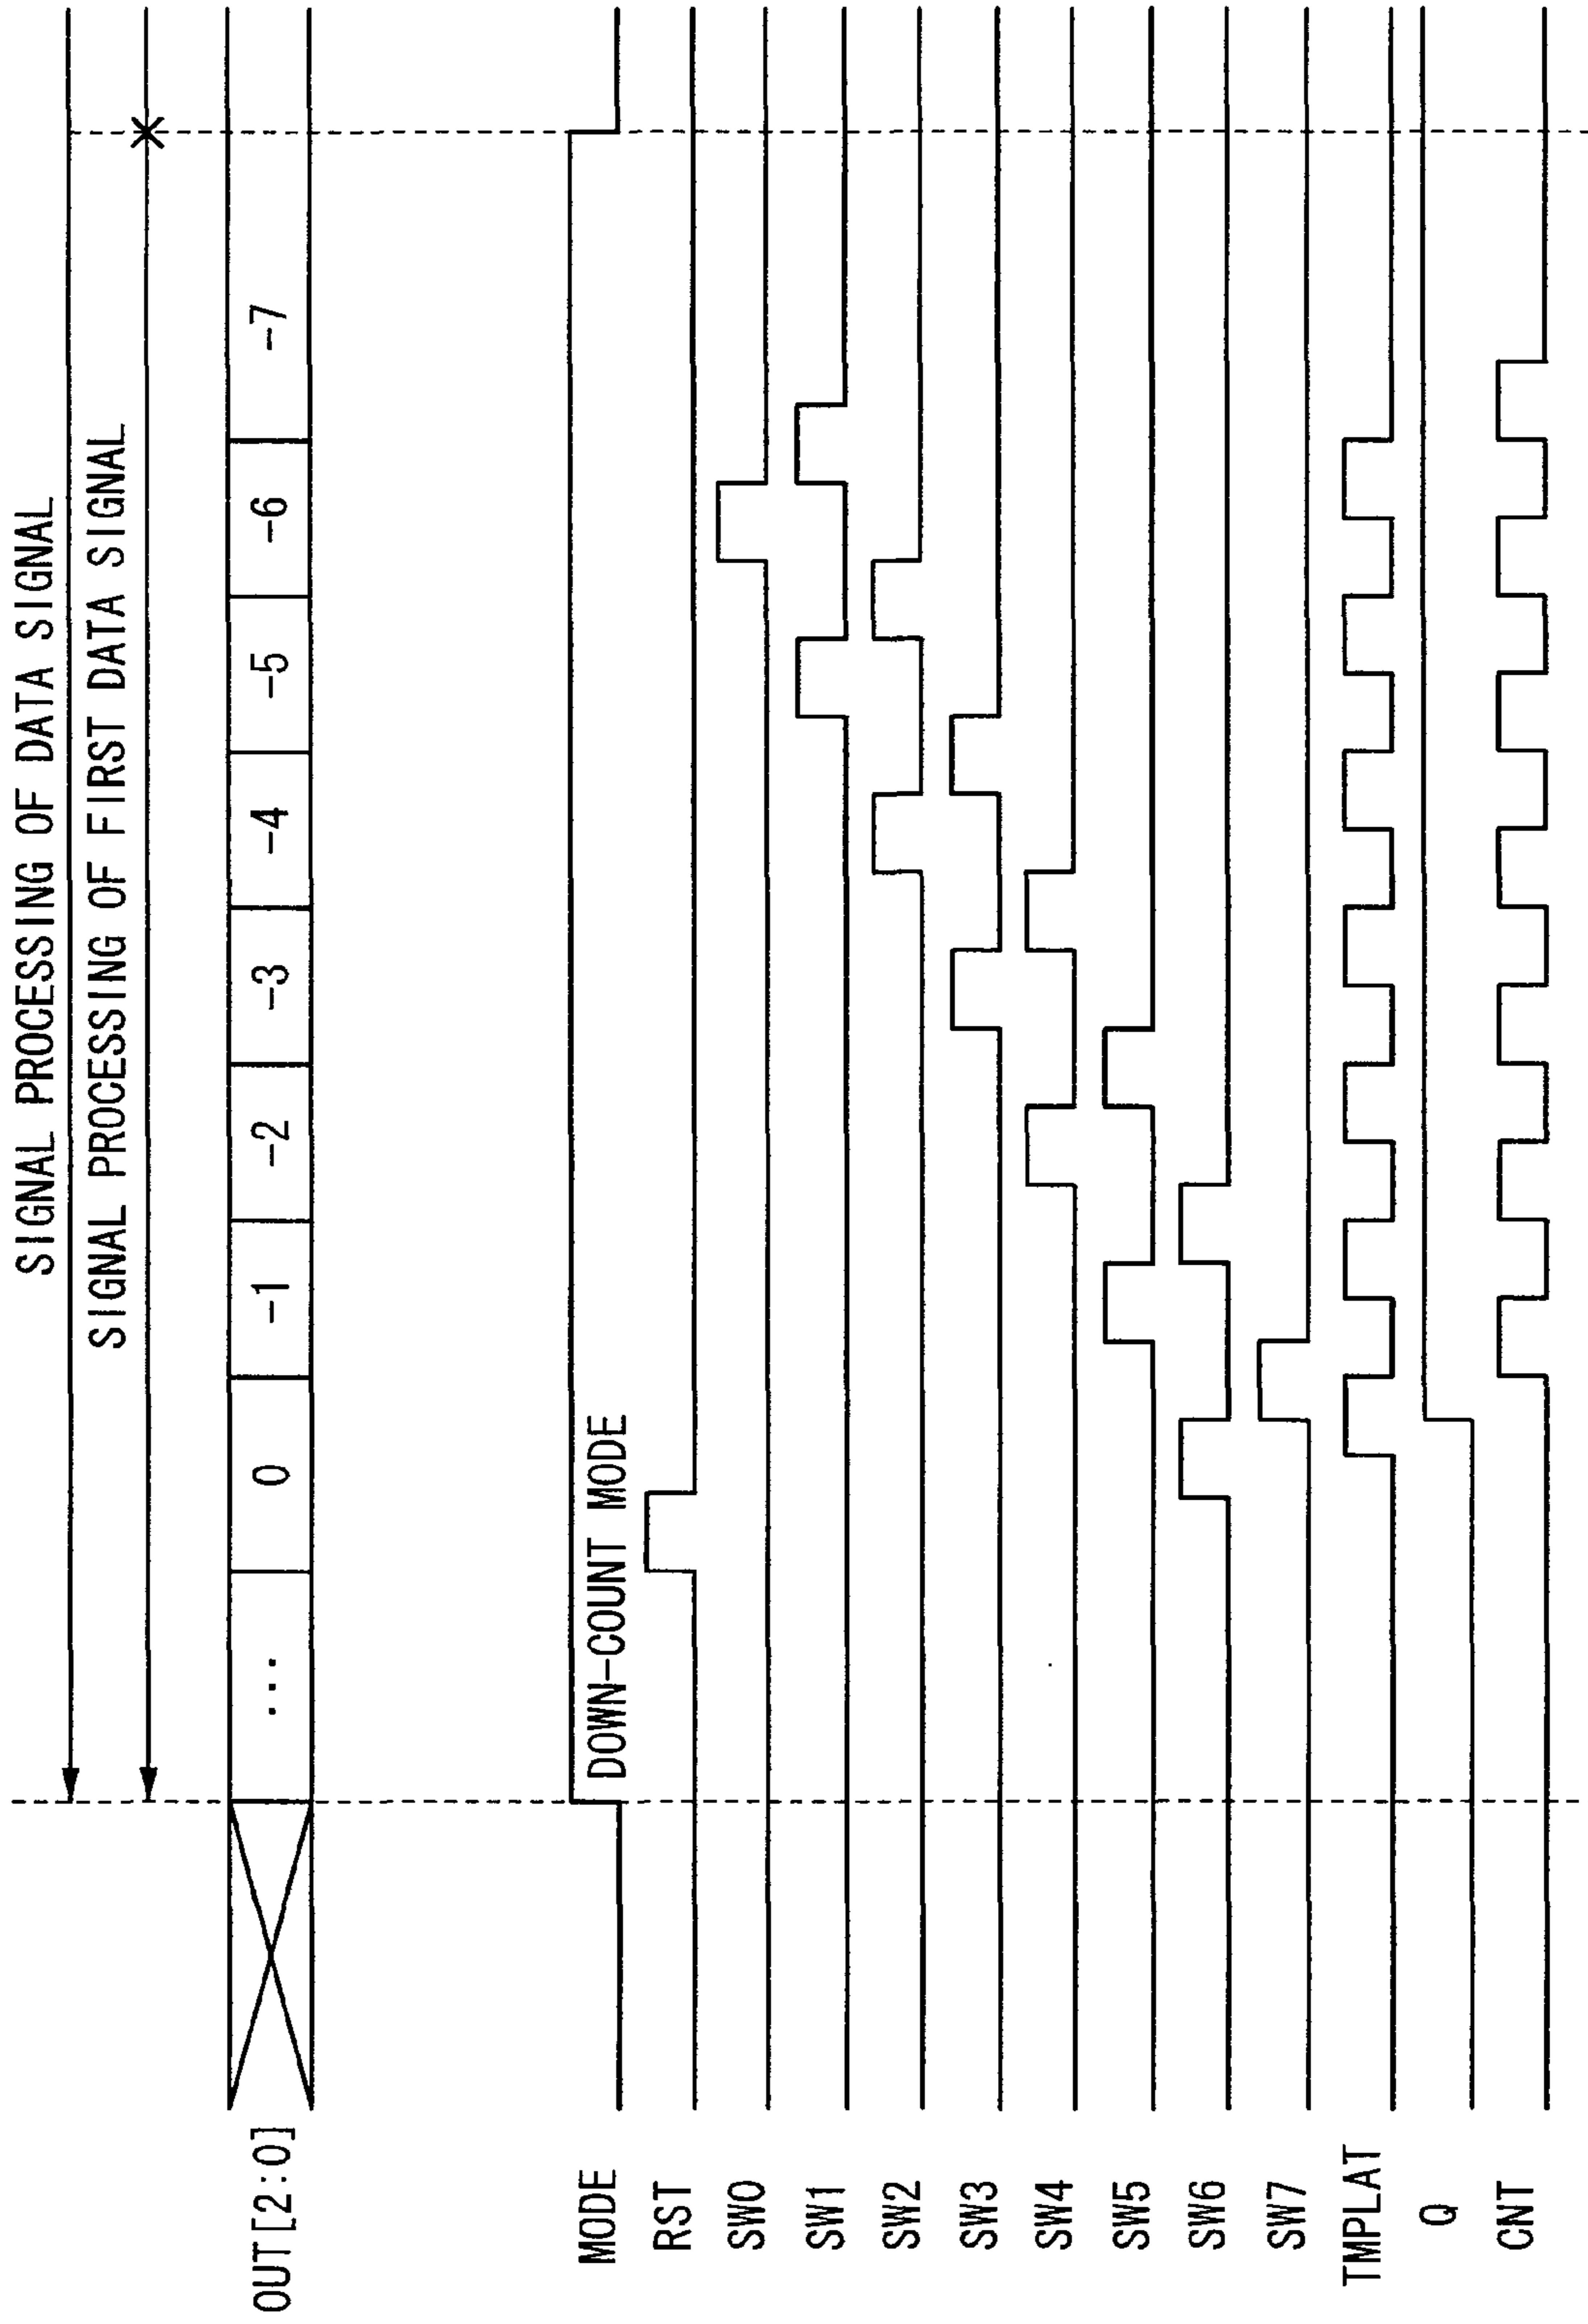 SIGNAL PROCESSING OF DATA SIGNAL
SIGNAL PROCESSING OF FIRST DATA SIGNAL
OUT[2:0]
... 0 -1 -2 -3 -4 -5 -6 -7
MODE
DOWN-COUNT MODE
RST
SW0
SW1
SW2
SW3
SW4
SW5
SW6
SW7
TMPLAT
Q
CNT